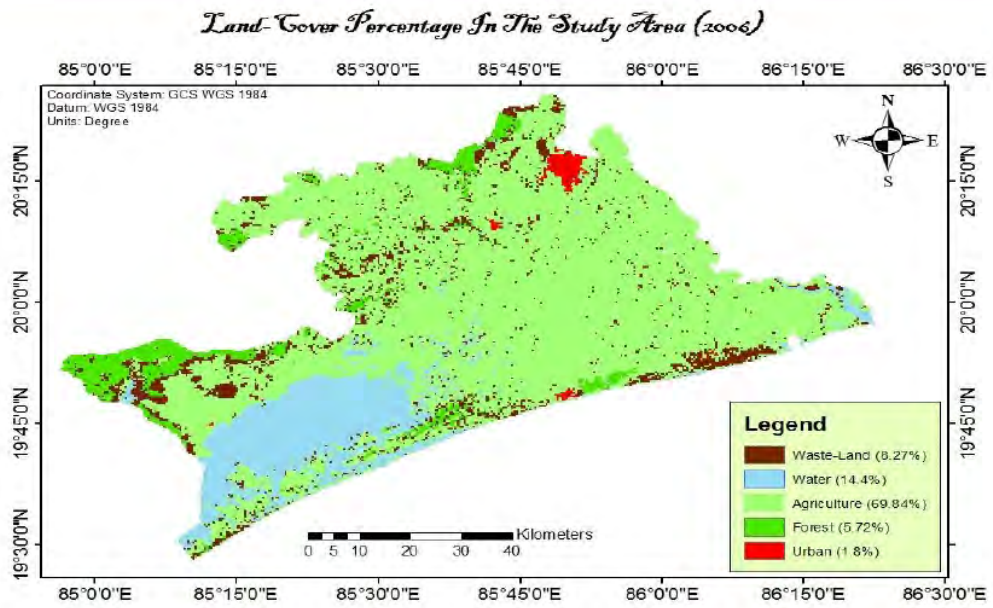 Land-Cover Percentage In The Study Area (2006)
85°0'0"E 85°15'0"E 85°30'0"E 85°45'0"E 86°0'0"E 86°15'0"E 86°30'0"E
Coordinate System: GCS WGS 1984
Datum: WGS 1984
Units: Degree
N
W E
S
20°15'0"N 20°15'0"N
20°0'0"N 20°0'0"N
19°45'0"N 19°45'0"N
19°30'0"N 19°30'0"N
Legend
Waste-Land (8.27%)
Water (14.4%)
Agriculture (69.84%)
Forest (5.72%)
Urban (1.8%)
Kilometers
0 5 10 20 30 40
85°0'0"E 85°15'0"E 85°30'0"E 85°45'0"E 86°0'0"E 86°15'0"E 86°30'0"E